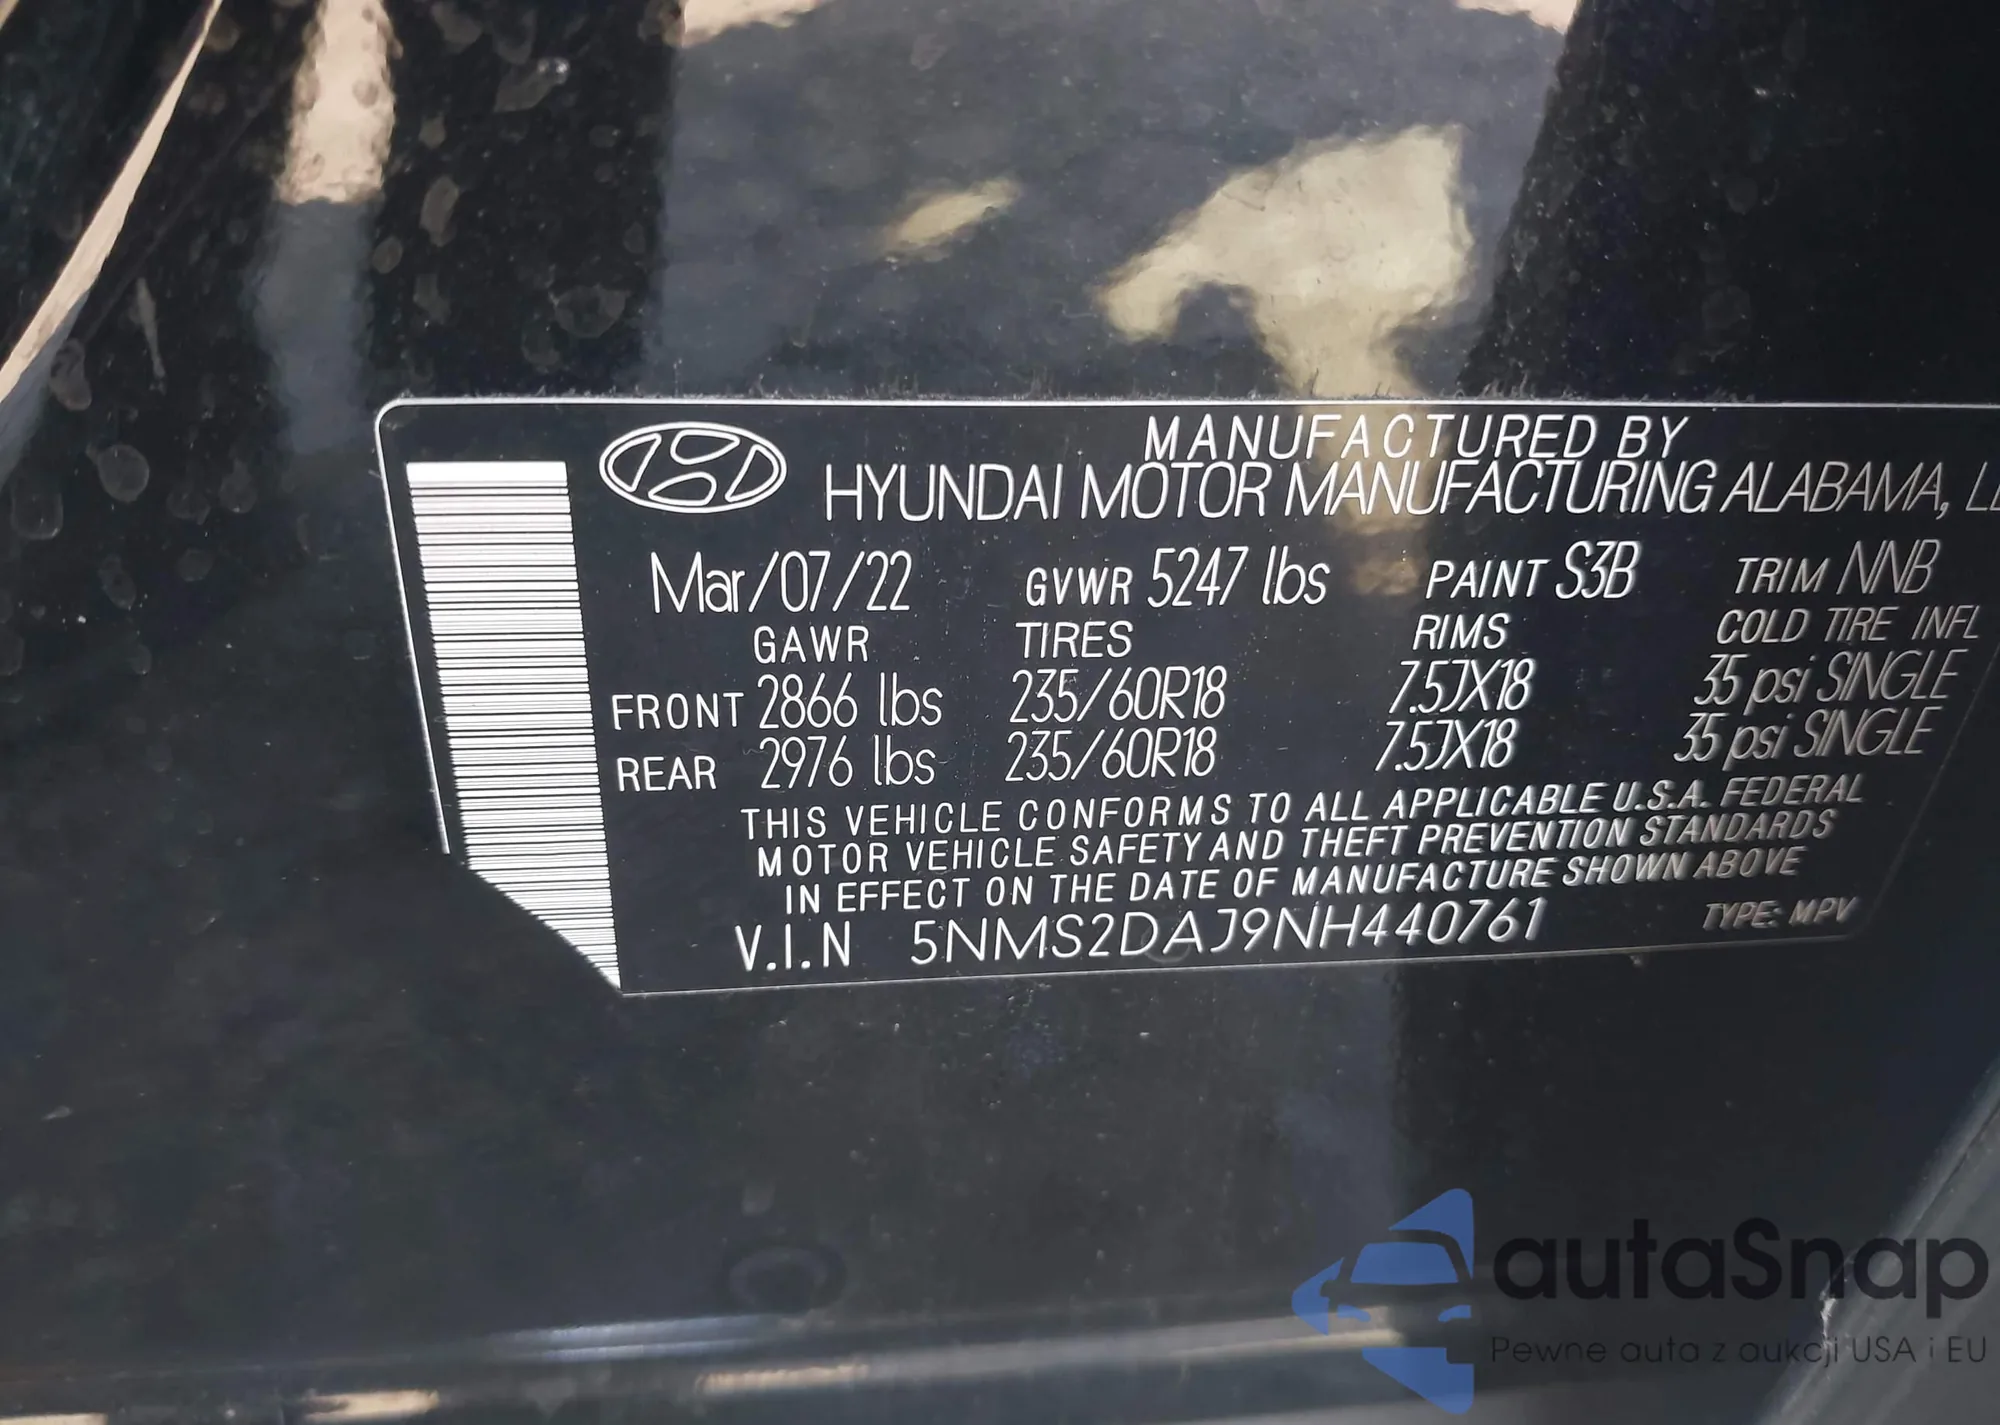 MANUFACTURED BY
HYUNDAI MOTOR MANUFACTURING ALABAMA,
Mar/07/22 GVWR 5247 lbs PAINT S3B TRIM NNB
GAWR TIRES RIMS COLD TIRE INFL
FRONT 2866 lbs 235/60R18 7.5JX18 35 psi SINGLE
REAR 2976 lbs 235/60R18 7.5JX18 35 psi SINGLE
THIS VEHICLE CONFORMS TO ALL APPLICABLE U.S.A. FEDERAL
MOTOR VEHICLE SAFETY AND THEFT PREVENTION STANDARDS
IN EFFECT ON THE DATE OF MANUFACTURE SHOWN ABOVE
V.I.N 5NMS2DAJ9NH440761 TYPE: MPV
autaSnap
Pewne auta z aukcji USA i EU